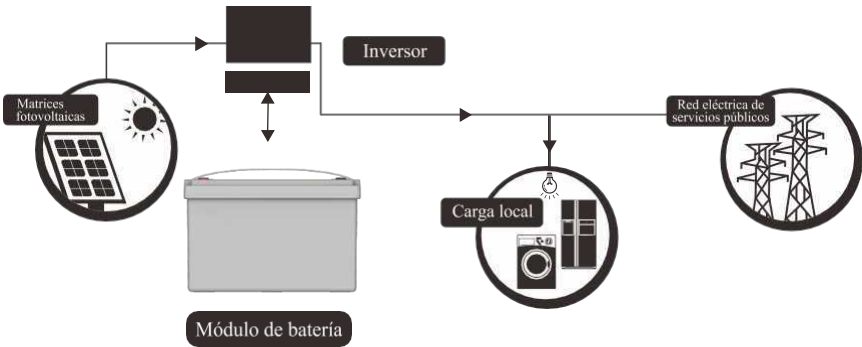 Inversor
Matrices
fotovoltaicas
Red eléctrica de
servicios públicos
Carga local
Módulo de batería